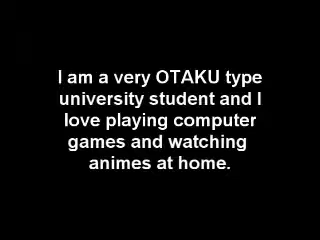 I am a very OTAKU type
university student and I
love playing computer
games and watching
animes at home.